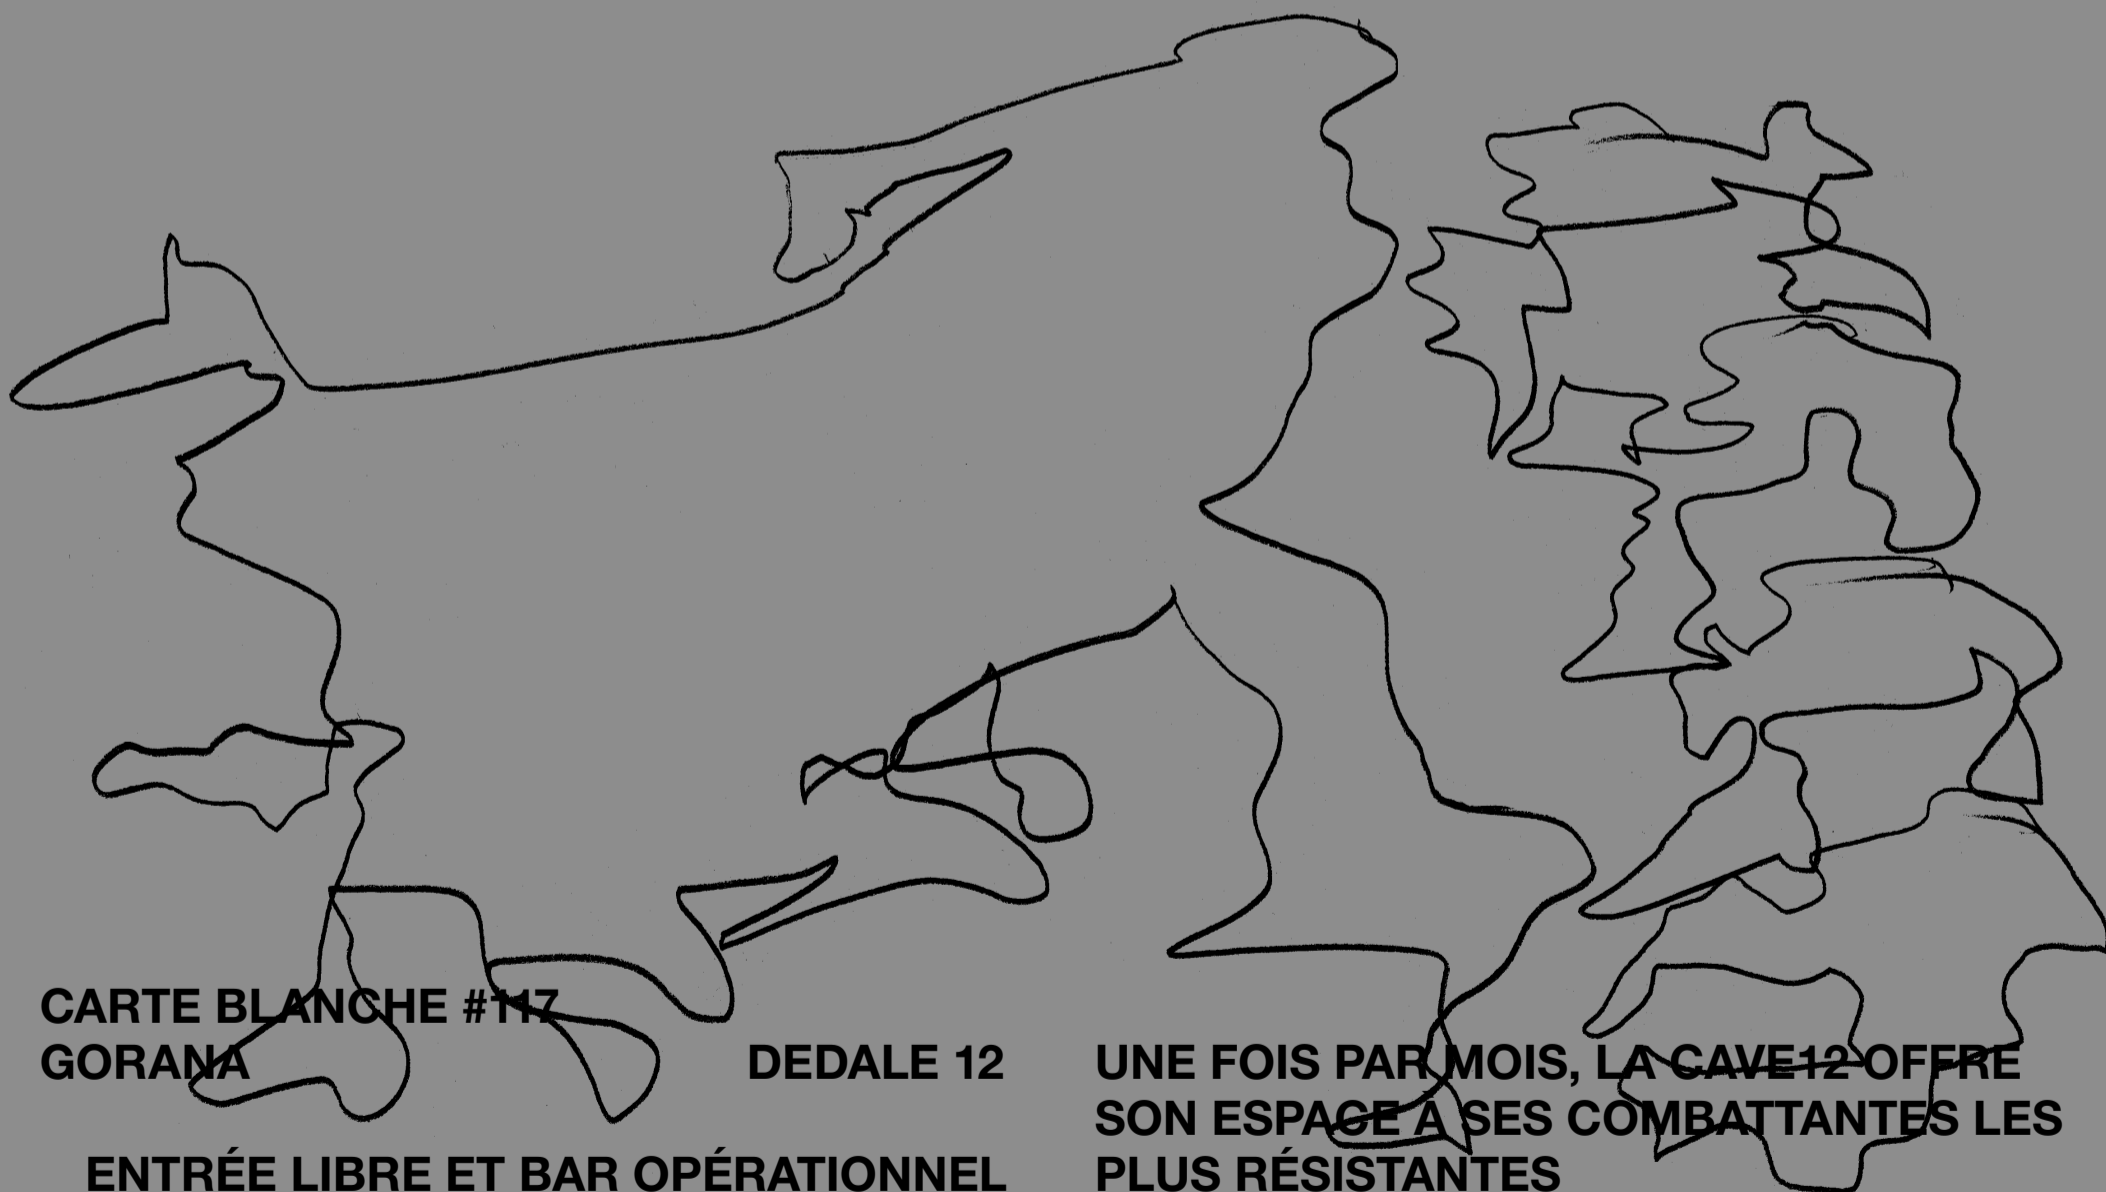 CARTE BLANCHE #117
GORANA
DEDALE 12
ENTRÉE LIBRE ET BAR OPÉRATIONNEL
UNE FOIS PAR MOIS, LA CAVE12 OFFRE
SON ESPACE À SES COMBATTANTES LES
PLUS RÉSISTANTES